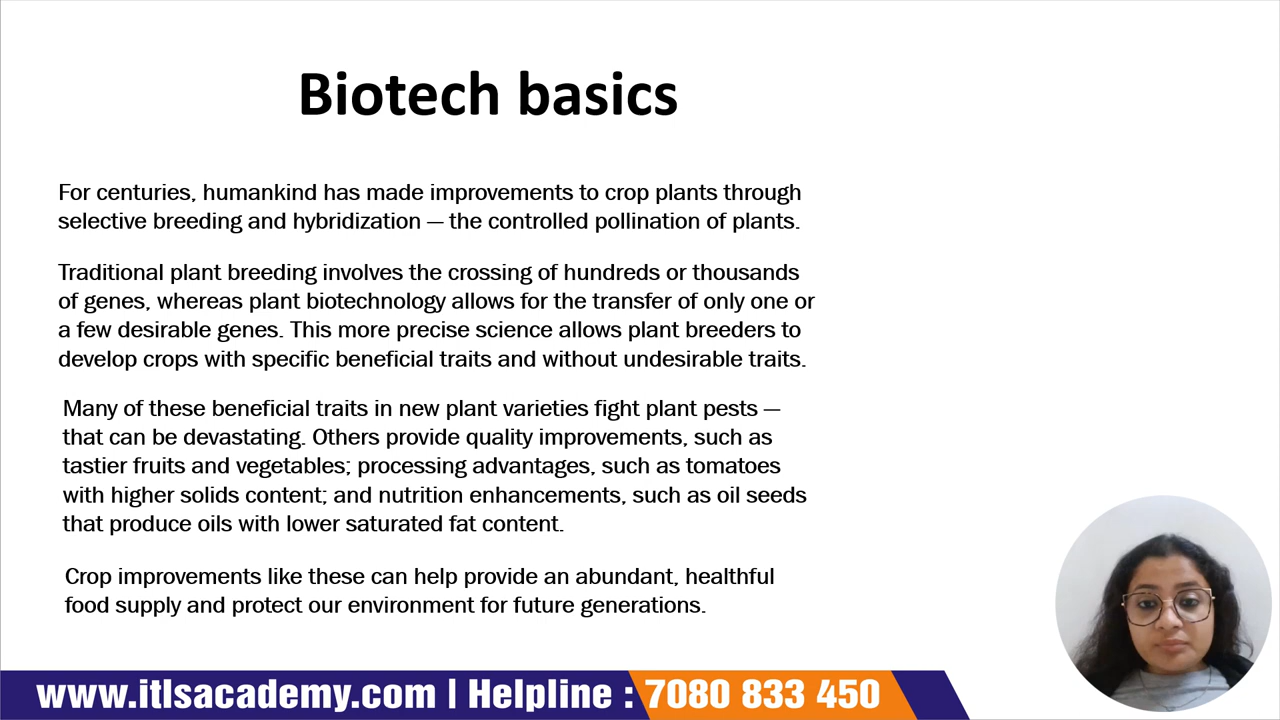 Biotech basics
For centuries, humankind has made improvements to crop plants through
selective breeding and hybridization — the controlled pollination of plants.
Traditional plant breeding involves the crossing of hundreds or thousands
of genes, whereas plant biotechnology allows for the transfer of only one or
a few desirable genes. This more precise science allows plant breeders to
develop crops with specific beneficial traits and without undesirable traits.
Many of these beneficial traits in new plant varieties fight plant pests —
that can be devastating. Others provide quality improvements, such as
tastier fruits and vegetables; processing advantages, such as tomatoes
with higher solids content; and nutrition enhancements, such as oil seeds
that produce oils with lower saturated fat content.
Crop improvements like these can help provide an abundant, healthful
food supply and protect our environment for future generations.
www.itlsacademy.com | Helpline : 7080 833 450